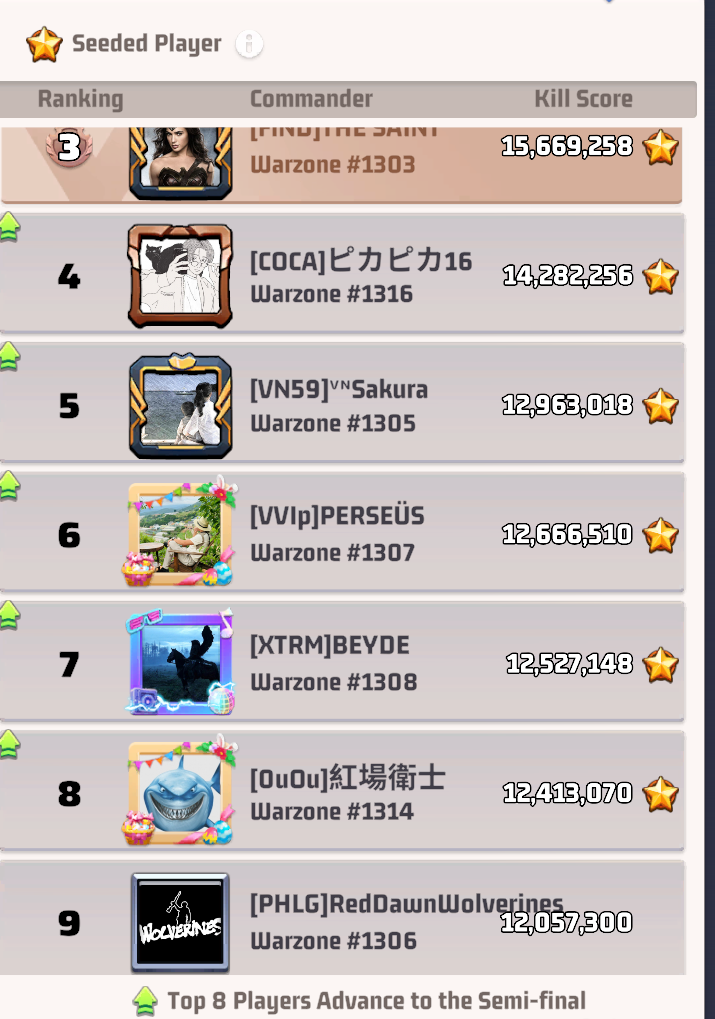 Seeded Player
Ranking Commander Kill Score
3
[FIND]THE SAINT
15,669,258
Warzone #1303
4
[COCA]ピカピカ16
14,282,256
Warzone #1316
5
[VN59]ⱽᴺSakura
12,963,018
Warzone #1305
6
[VVIp]PERSEÜS
12,666,510
Warzone #1307
7
[XTRM]BEYDE
12,527,148
Warzone #1308
8
[OuOu]紅場衛士
12,413,070
Warzone #1314
9
WOLVERINES
[PHLG]RedDawnWolverines
12,057,300
Warzone #1306
Top 8 Players Advance to the Semi-final